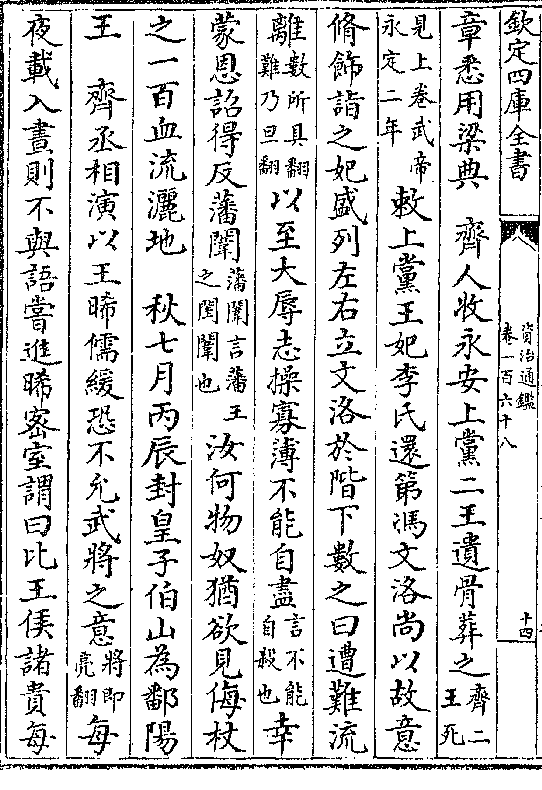 欽定四庫全書
資治通鑑
卷一百六十八
十四
章悉用梁典　齊人收永安上黨二王遺骨葬之齊二王死
見上卷武帝永定二年敕上黨王妃李氏還第馮文洛尚以故意
脩飾詣之妃盛列左右立文洛於階下數之曰遭難流
離數所具翻難乃旦翻以至大辱志操寡薄不能自盡言不能自殺也幸
蒙恩詔得反藩闈藩闈言藩王之閨闈也汝何物奴猶欲見侮杖
之一百血流灑地　秋七月丙辰封皇子伯山為鄱陽
王　齊丞相演以王晞儒緩恐不允武將之意將即亮翻每
夜載入晝則不與語嘗進晞密室謂曰比王侯諸貴每